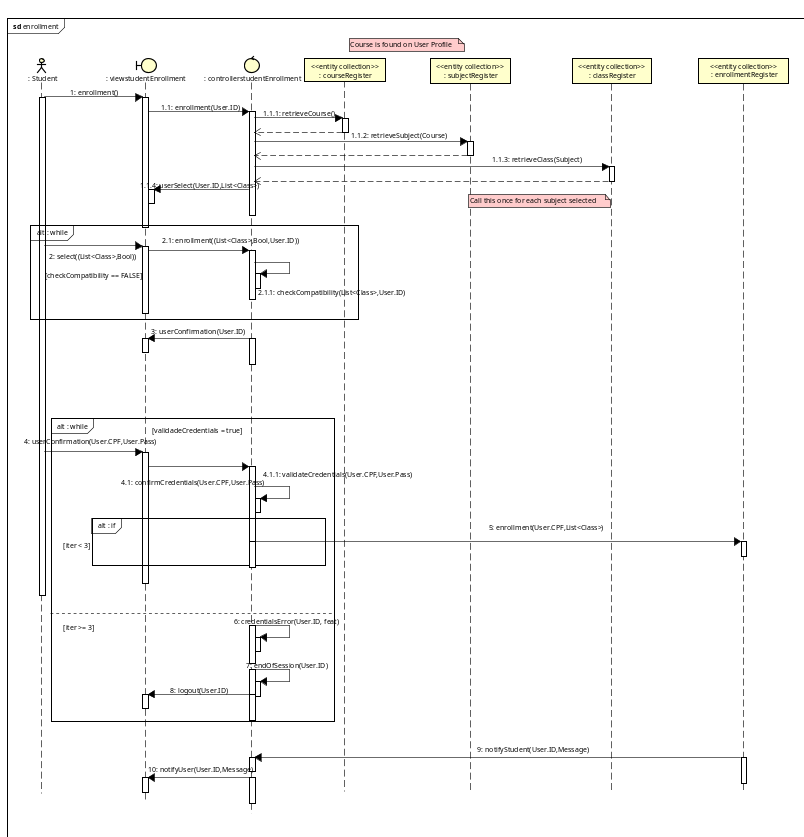 sd enrollment
Course is found on User Profile
: Student
: viewstudentEnrollment
: controllerstudentEnrollment
<<entity collection>>
: courseRegister
<<entity collection>>
: subjectRegister
<<entity collection>>
: classRegister
<<entity collection>>
: enrollmentRegister
1: enrollment()
1.1: enrollment(User.ID)
1.1.1: retrieveCourse()
1.1.2: retrieveSubject(Course)
1.1.3: retrieveClass(Subject)
1.1.4: userSelect(User.ID,List<Class>)
Call this once for each subject selected
alt : while
2.1: enrollment((List<Class>,Bool,User.ID))
2: select((List<Class>,Bool))
[checkCompatibility == FALSE]
2.1.1: checkCompatibility(List<Class>,User.ID)
3: userConfirmation(User.ID)
alt : while
[validadeCredentials = true]
4: userConfirmation(User.CPF,User.Pass)
4.1.1: validateCredentials(User.CPF,User.Pass)
4.1: confirmCredentials(User.CPF,User.Pass)
alt : if
5: enrollment(User.CPF,List<Class>)
[iter < 3]
6: credentialsError(User.ID, feat)
[iter >= 3]
7: endOfSession(User.ID)
8: logout(User.ID)
9: notifyStudent(User.ID,Message)
10: notifyUser(User.ID,Message)